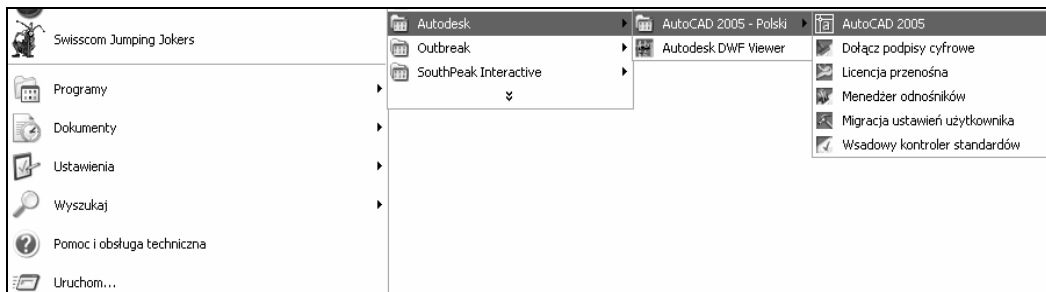 Swisscom Jumping Jokers
Programy
Dokumenty
Ustawienia
Wyszukaj
Pomoc i obsługa techniczna
Uruchom...
Autodesk
Outbreak
SouthPeak Interactive
AutoCAD 2005 - Polski
Autodesk DWF Viewer
AutoCAD 2005
Dołącz podpisy cyfrowe
Licencja przenośna
Menedżer odnośników
Migracja ustawień użytkownika
Wsadowy kontroler standardów